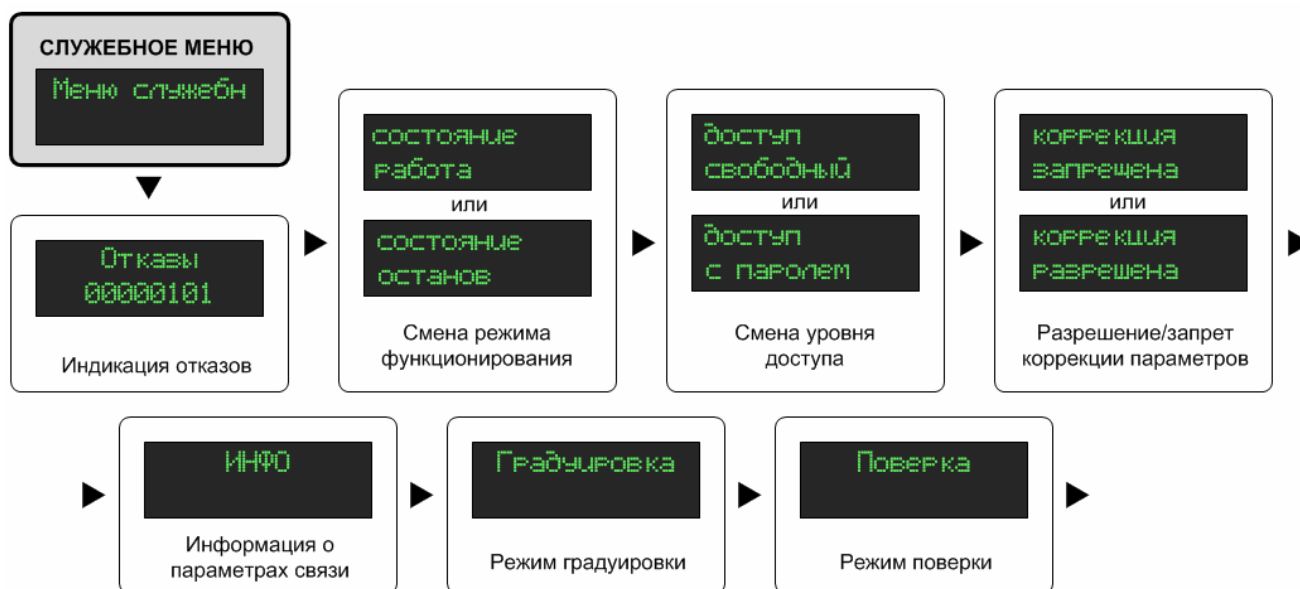 СЛУЖЕБНОЕ МЕНЮ
Меню служебн
Отказы
00000101
Индикация отказов
состояние
работа
или
состояние
останов
Смена режима
функционирования
доступ
свободный
или
доступ
с паролем
Смена уровня
доступа
коррекция
запрещена
или
коррекция
разрешена
Разрешение/запрет
коррекции параметров
ИНФО
Информация о
параметрах связи
Градуировка
Режим градуировки
Поверка
Режим поверки